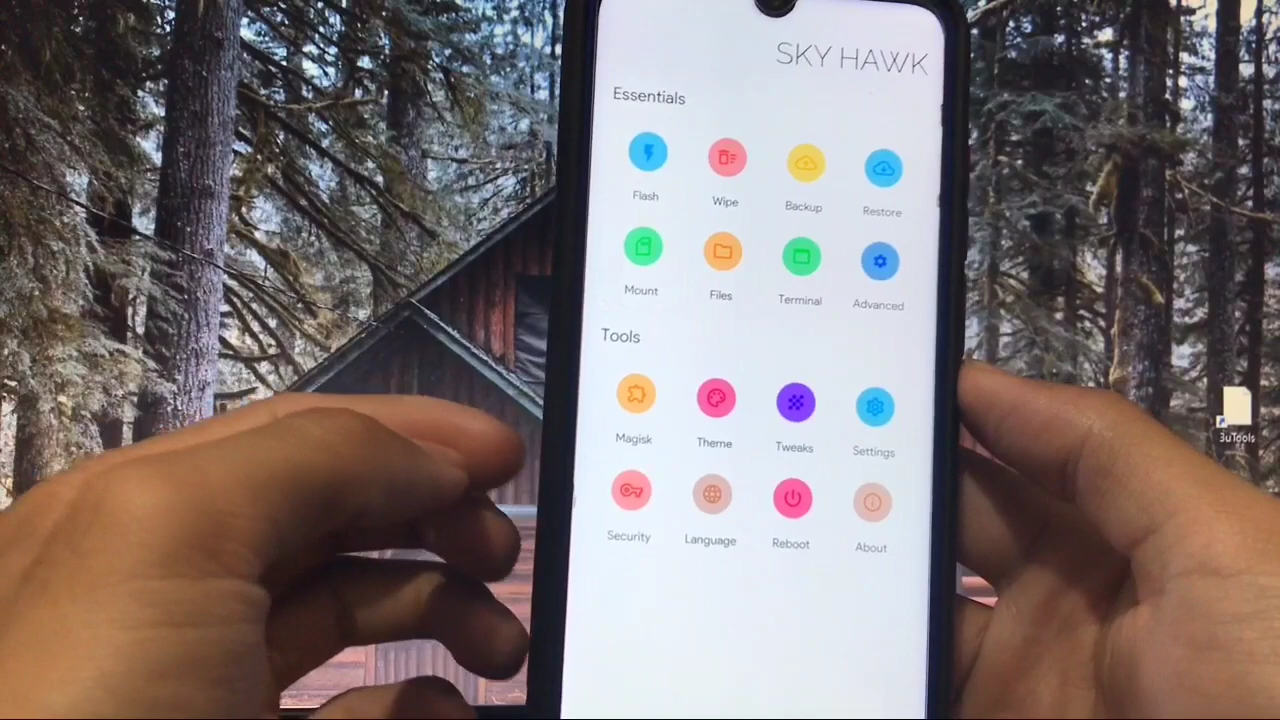 SKY HAWK
Essentials
Flash Wipe Backup Restore
Mount Files Terminal Advanced
Tools
Magisk Theme Tweaks Settings
Security Language Reboot About
3uTools